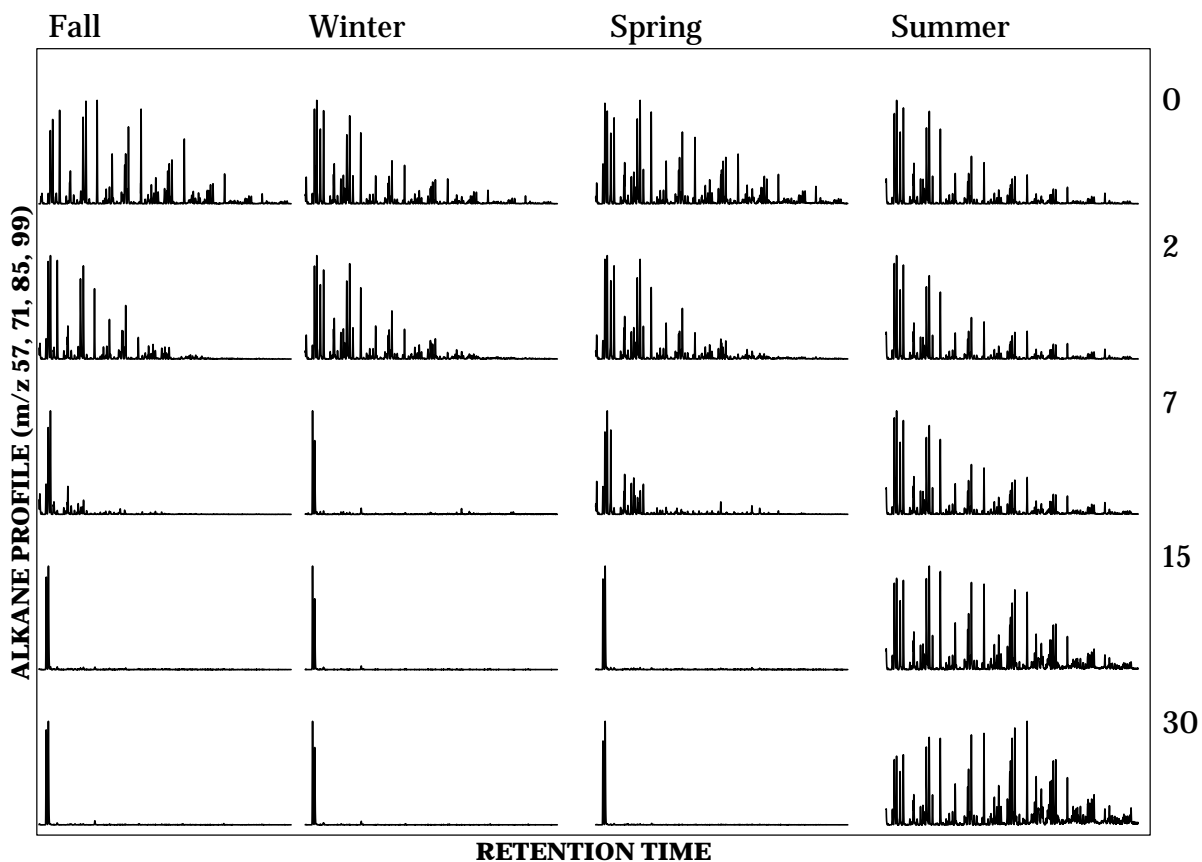 Fall Winter Spring Summer
ALKANE PROFILE (m/z 57, 71, 85, 99)
0
2
7
15
30
RETENTION TIME